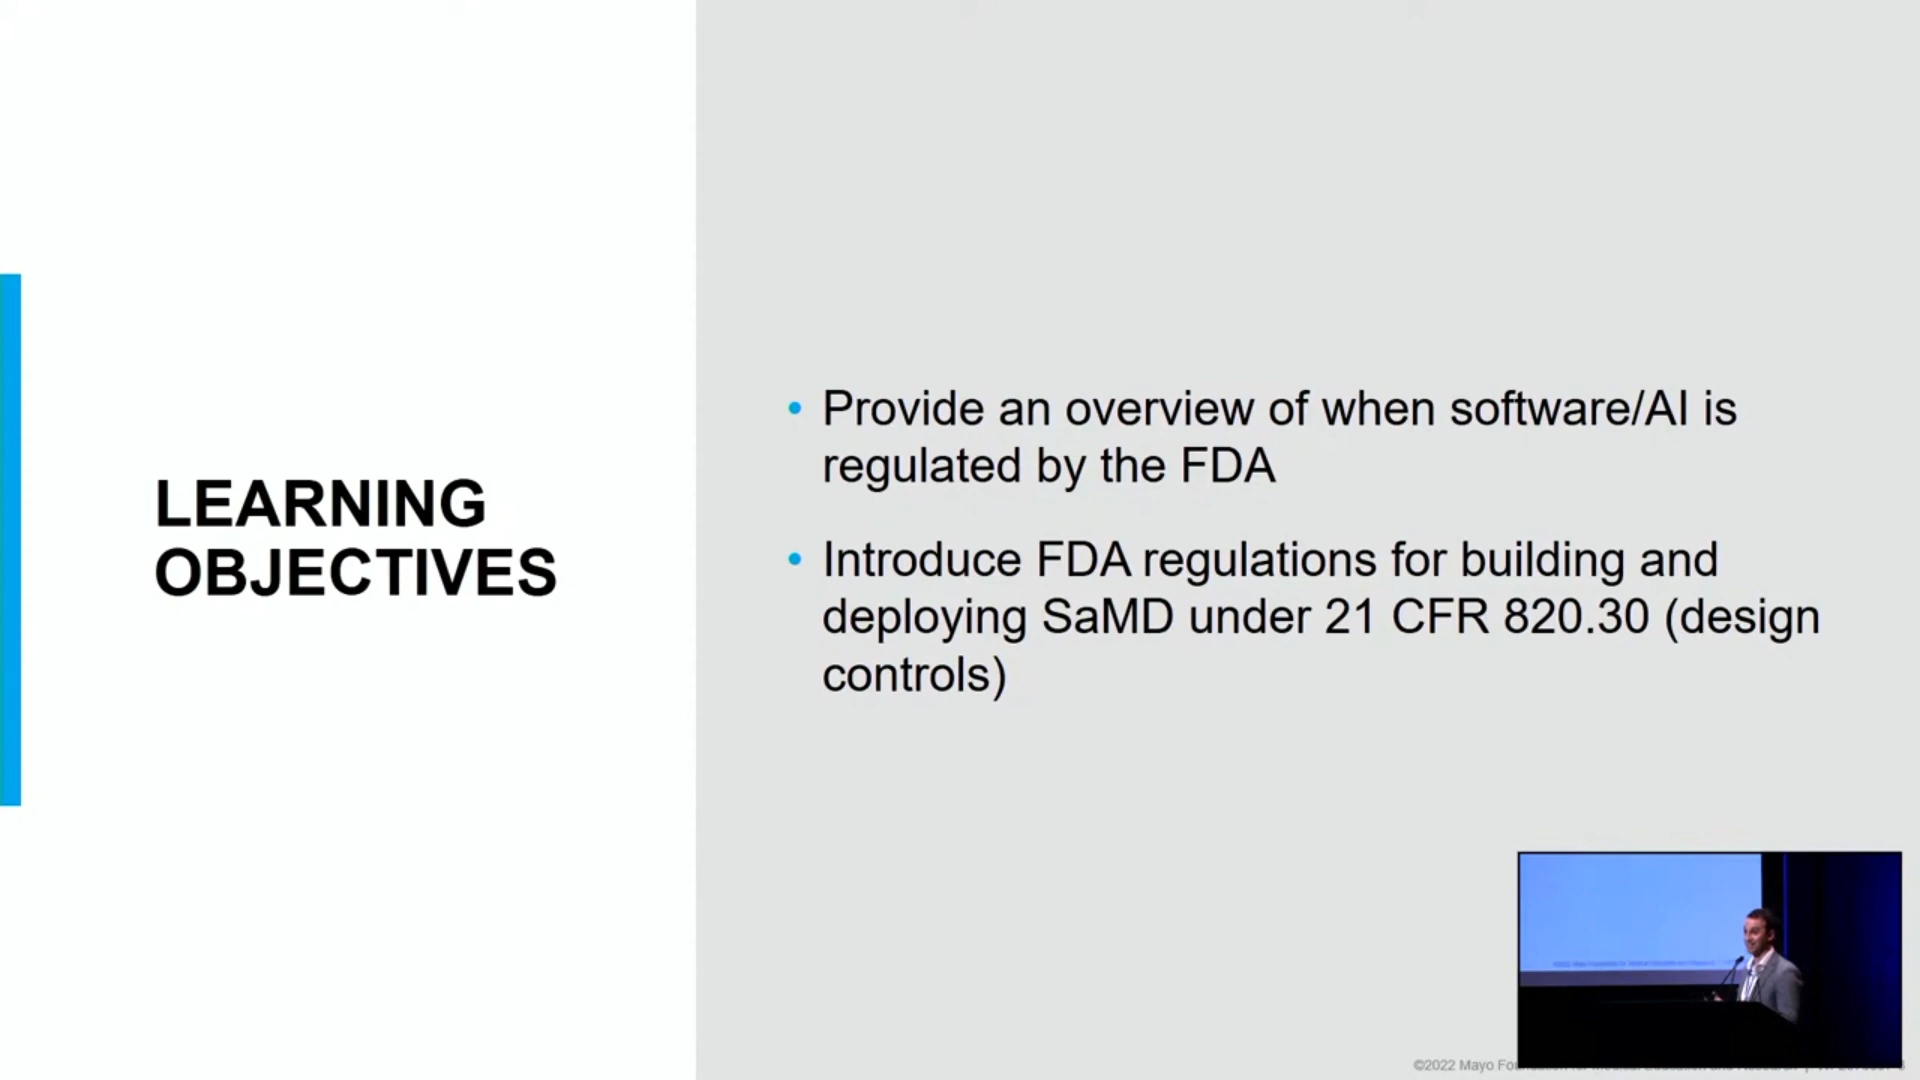 LEARNING
OBJECTIVES
• Provide an overview of when software/AI is
regulated by the FDA
• Introduce FDA regulations for building and
deploying SaMD under 21 CFR 820.30 (design
controls)
©2022 Mayo